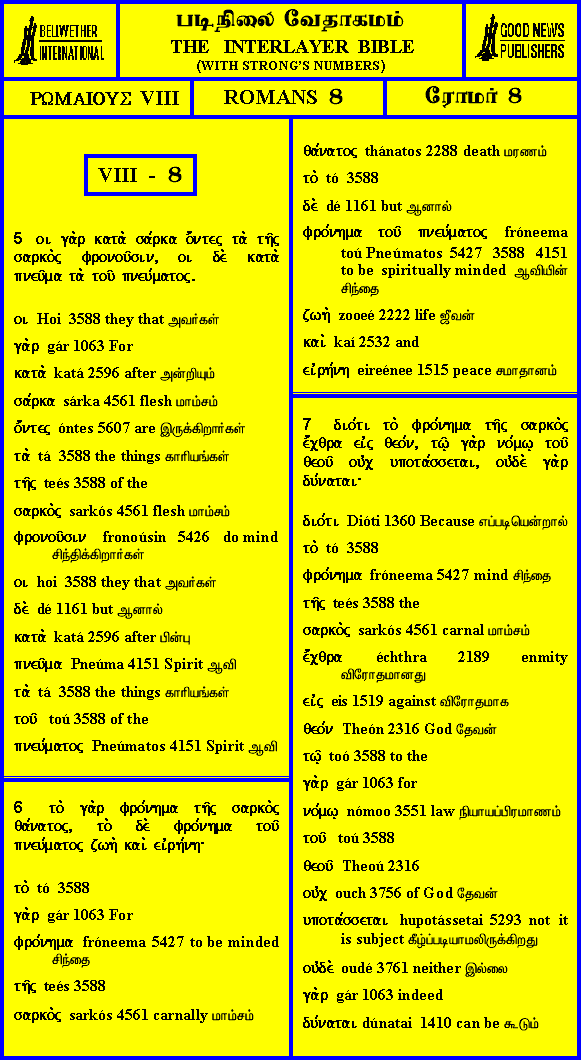 BELLWETHER
INTERNATIONAL
படிநிலை வேதாகமம்
THE INTERLAYER BIBLE
(WITH STRONG'S NUMBERS)
GOOD NEWS
PUBLISHERS
ΡΩΜΑΙΟΥΣ VIII
ROMANS 8
ரோமர் 8
VIII - 8
5 οι γὰρ κατὰ σάρκα ὄντες τὰ τῆς
σαρκὸς φρονοῦσιν, οι δὲ κατὰ
πνεῦμα τὰ τοῦ πνεύματος.
οι Hoi 3588 they that அவர்கள்
γὰρ gár 1063 For
κατὰ katá 2596 after அன்றியும்
σάρκα sárka 4561 flesh மாம்சம்
ὄντες óntes 5607 are இருக்கிறார்கள்
τὰ tá 3588 the things காரியங்கள்
τῆς teés 3588 of the
σαρκὸς sarkós 4561 flesh மாம்சம்
φρονοῦσιν fronoúsin 5426 do mind
சிந்திக்கிறார்கள்
οι hoi 3588 they that அவர்கள்
δὲ dé 1161 but ஆனால்
κατὰ katá 2596 after பின்பு
πνεῦμα Pneúma 4151 Spirit ஆவி
τὰ tá 3588 the things காரியங்கள்
τοῦ toú 3588 of the
πνεύματος Pneúmatos 4151 Spirit ஆவி
6 τὸ γὰρ φρόνημα τῆς σαρκὸς
θάνατος, τὸ δὲ φρόνημα τοῦ
πνεύματος ζωὴ καὶ εἰρήνη·
τὸ tó 3588
γὰρ gár 1063 For
φρόνημα fróneema 5427 to be minded
சிந்தை
τῆς teés 3588
σαρκὸς sarkós 4561 carnally மாம்சம்
θάνατος thánatos 2288 death மரணம்
τὸ tó 3588
δὲ dé 1161 but ஆனால்
φρόνημα τοῦ πνεύματος fróneema
toú Pneúmatos 5427 3588 4151
to be spiritually minded ஆவியின்
சிந்தை
ζωὴ zooeé 2222 life ஜீவன்
καὶ kaí 2532 and
εἰρήνη eireénee 1515 peace சமாதானம்
7 διότι τὸ φρόνημα τῆς σαρκὸς
ἔχθρα εἰς θεόν, τῷ γὰρ νόμῳ τοῦ
θεοῦ οὐχ υποτάσσεται, οὐδὲ γὰρ
δύναται·
διότι Dióti 1360 Because எப்படியென்றால்
τὸ tó 3588
φρόνημα fróneema 5427 mind சிந்தை
τῆς teés 3588 the
σαρκὸς sarkós 4561 carnal மாம்சம்
ἔχθρα échthra 2189 enmity
விரோதமானது
εἰς eis 1519 against விரோதமாக
θεόν Theón 2316 God தேவன்
τῷ toó 3588 to the
γὰρ gár 1063 for
νόμῳ nómoo 3551 law நியாயப்பிரமாணம்
τοῦ toú 3588
θεοῦ Theoú 2316
οὐχ ouch 3756 of God தேவன்
υποτάσσεται hupotássetai 5293 not it
is subject கீழ்ப்படியாமலிருக்கிறது
οὐδὲ oudé 3761 neither இல்லை
γὰρ gár 1063 indeed
δύναται dúnatai 1410 can be கூடும்